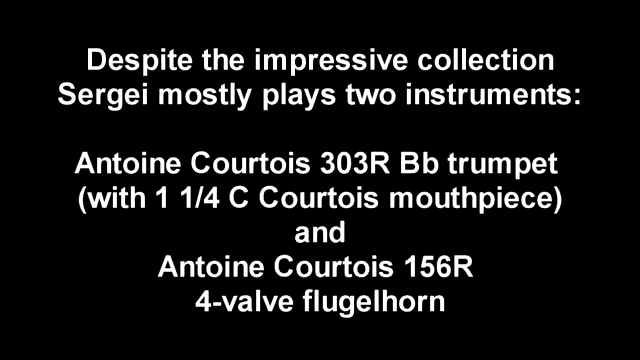 Despite the impressive collection
Sergei mostly plays two instruments:
Antoine Courtois 303R Bb trumpet
(with 1 1/4 C Courtois mouthpiece)
and
Antoine Courtois 156R
4-valve flugelhorn